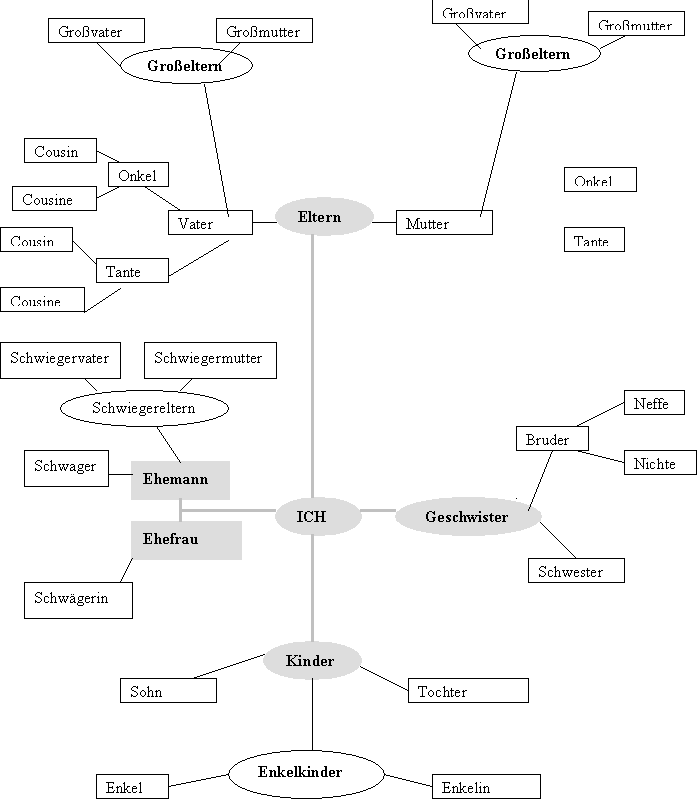 Großvater
Großvater
Großmutter
Großmutter
Großeltern
Großeltern
Cousin
Onkel
Onkel
Cousine
Vater
Eltern
Mutter
Cousin
Tante
Tante
Cousine
Schwiegervater
Schwiegermutter
Schwiegereltern
Neffe
Bruder
Schwager
Nichte
Ehemann
ICH
Geschwister
Ehefrau
Schwester
Schwägerin
Kinder
Sohn
Tochter
Enkelkinder
Enkel
Enkelin